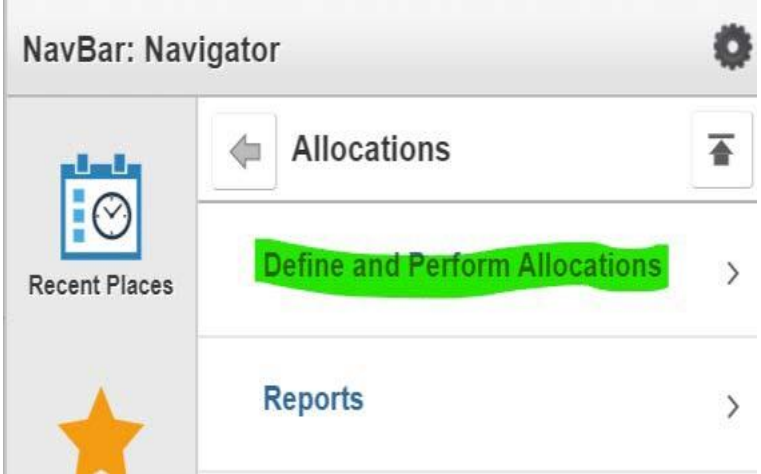 NavBar: Navigator
Allocations
Recent Places
Define and Perform Allocations
Reports